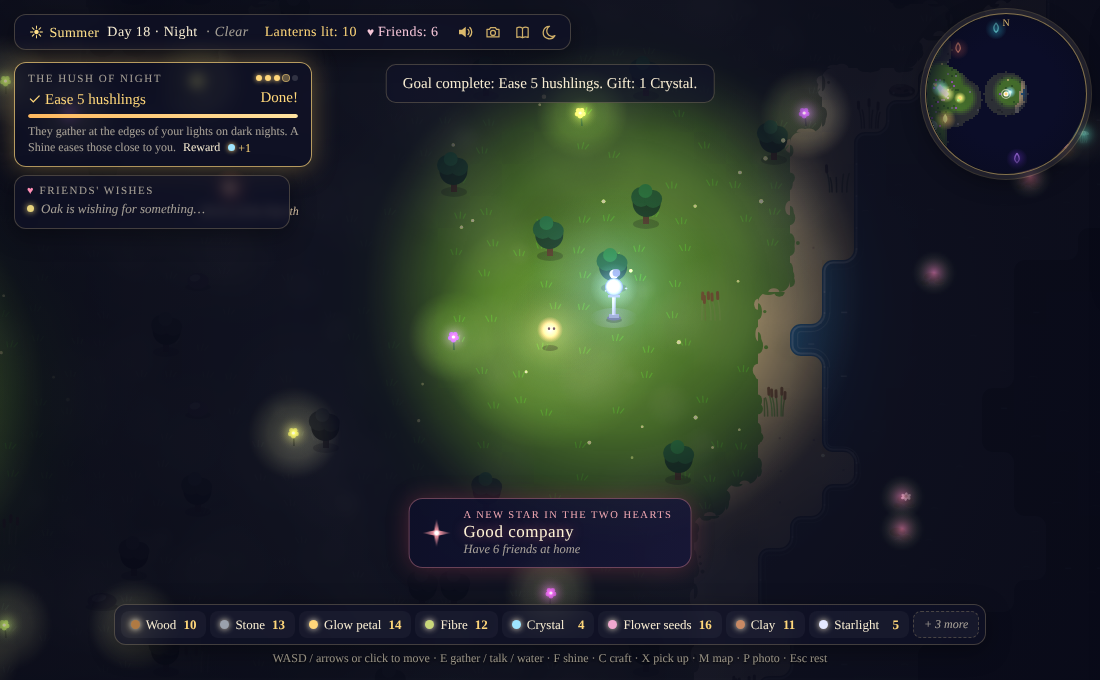 Summer Day 18 · Night · Clear Lanterns lit: 10 ♥ Friends: 6
N
THE HUSH OF NIGHT
Ease 5 hushlings Done!
They gather at the edges of your lights on dark nights. A
Shine eases those close to you. Reward +1
Goal complete: Ease 5 hushlings. Gift: 1 Crystal.
♥ FRIENDS' WISHES
Oak is wishing for something…
th
A NEW STAR IN THE TWO HEARTS
Good company
Have 6 friends at home
Wood 10 Stone 13 Glow petal 14 Fibre 12 Crystal 4 Flower seeds 16 Clay 11 Starlight 5 + 3 more
WASD / arrows or click to move · E gather / talk / water · F shine · C craft · X pick up · M map · P photo · Esc rest